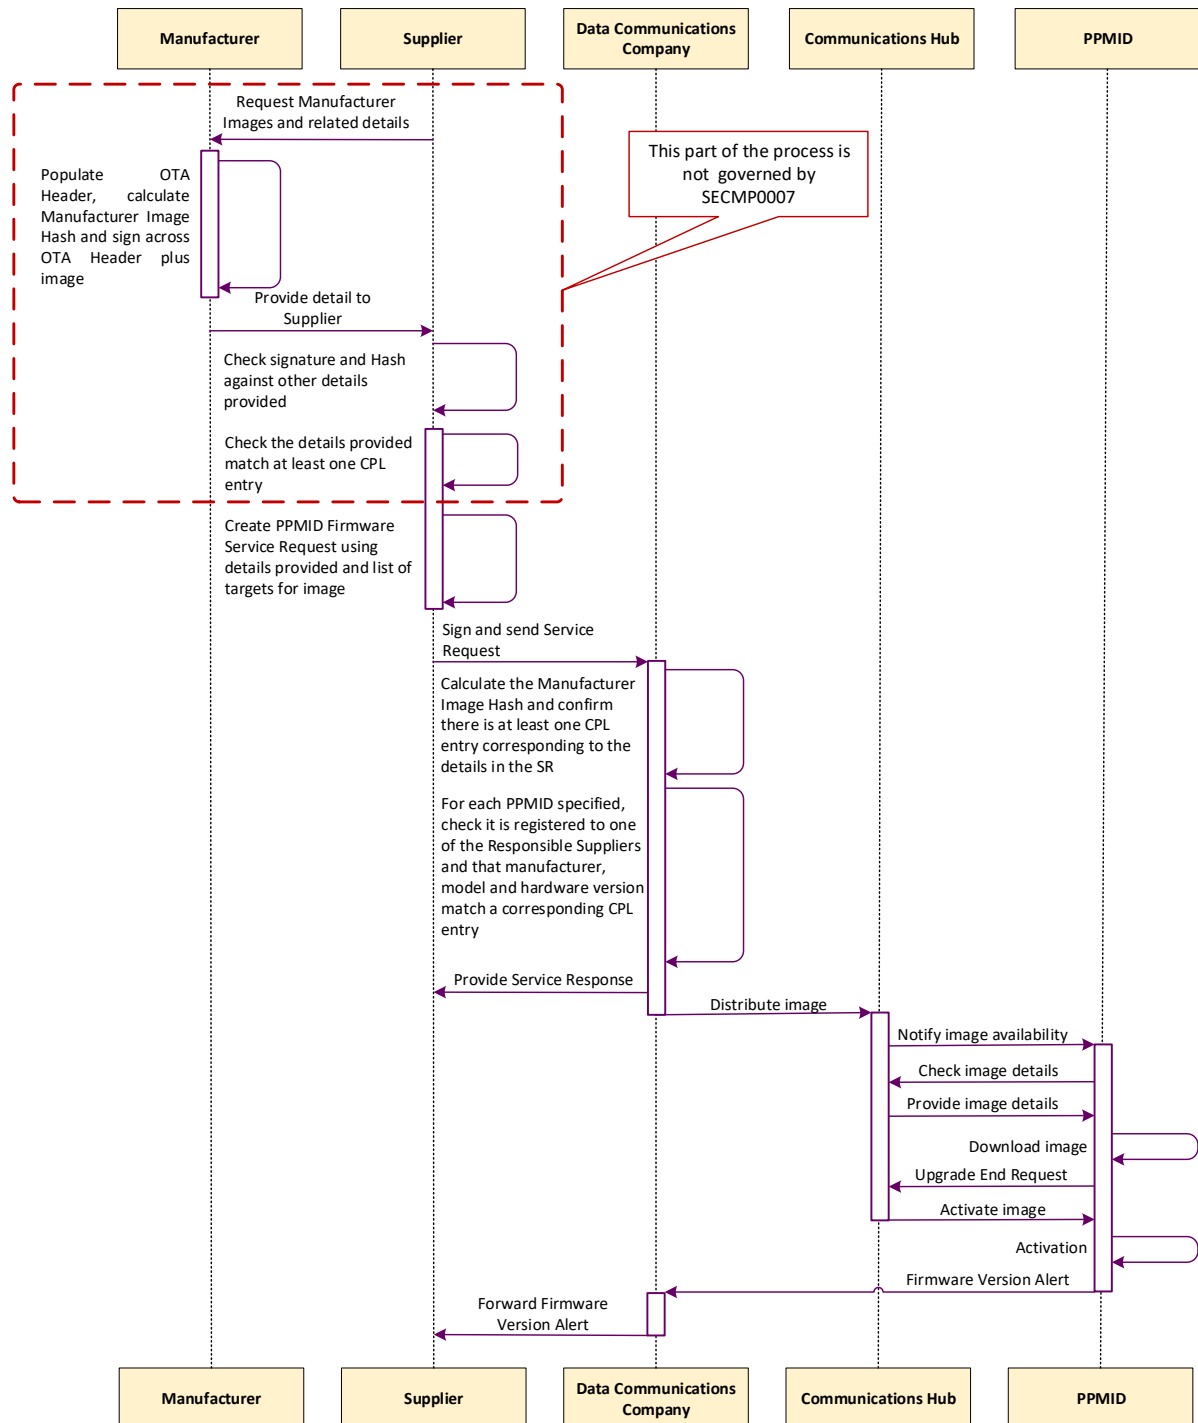 Manufacturer
Supplier
Data Communications
Company
Communications Hub
PPMID
Request Manufacturer
Images and related details
This part of the process is
not governed by
SECMP0007
Populate OTA
Header, calculate
Manufacturer Image
Hash and sign across
OTA Header plus
image
Provide detail to
Supplier
Check signature and Hash
against other details
provided
Check the details provided
match at least one CPL
entry
Create PPMID Firmware
Service Request using
details provided and list of
targets for image
Sign and send Service
Request
Calculate the Manufacturer
Image Hash and confirm
there is at least one CPL
entry corresponding to the
details in the SR
For each PPMID specified,
check it is registered to one
of the Responsible Suppliers
and that manufacturer,
model and hardware version
match a corresponding CPL
entry
Provide Service Response
Distribute image
Notify image availability
Check image details
Provide image details
Download image
Upgrade End Request
Activate image
Activation
Firmware Version Alert
Forward Firmware
Version Alert
Manufacturer
Supplier
Data Communications
Company
Communications Hub
PPMID